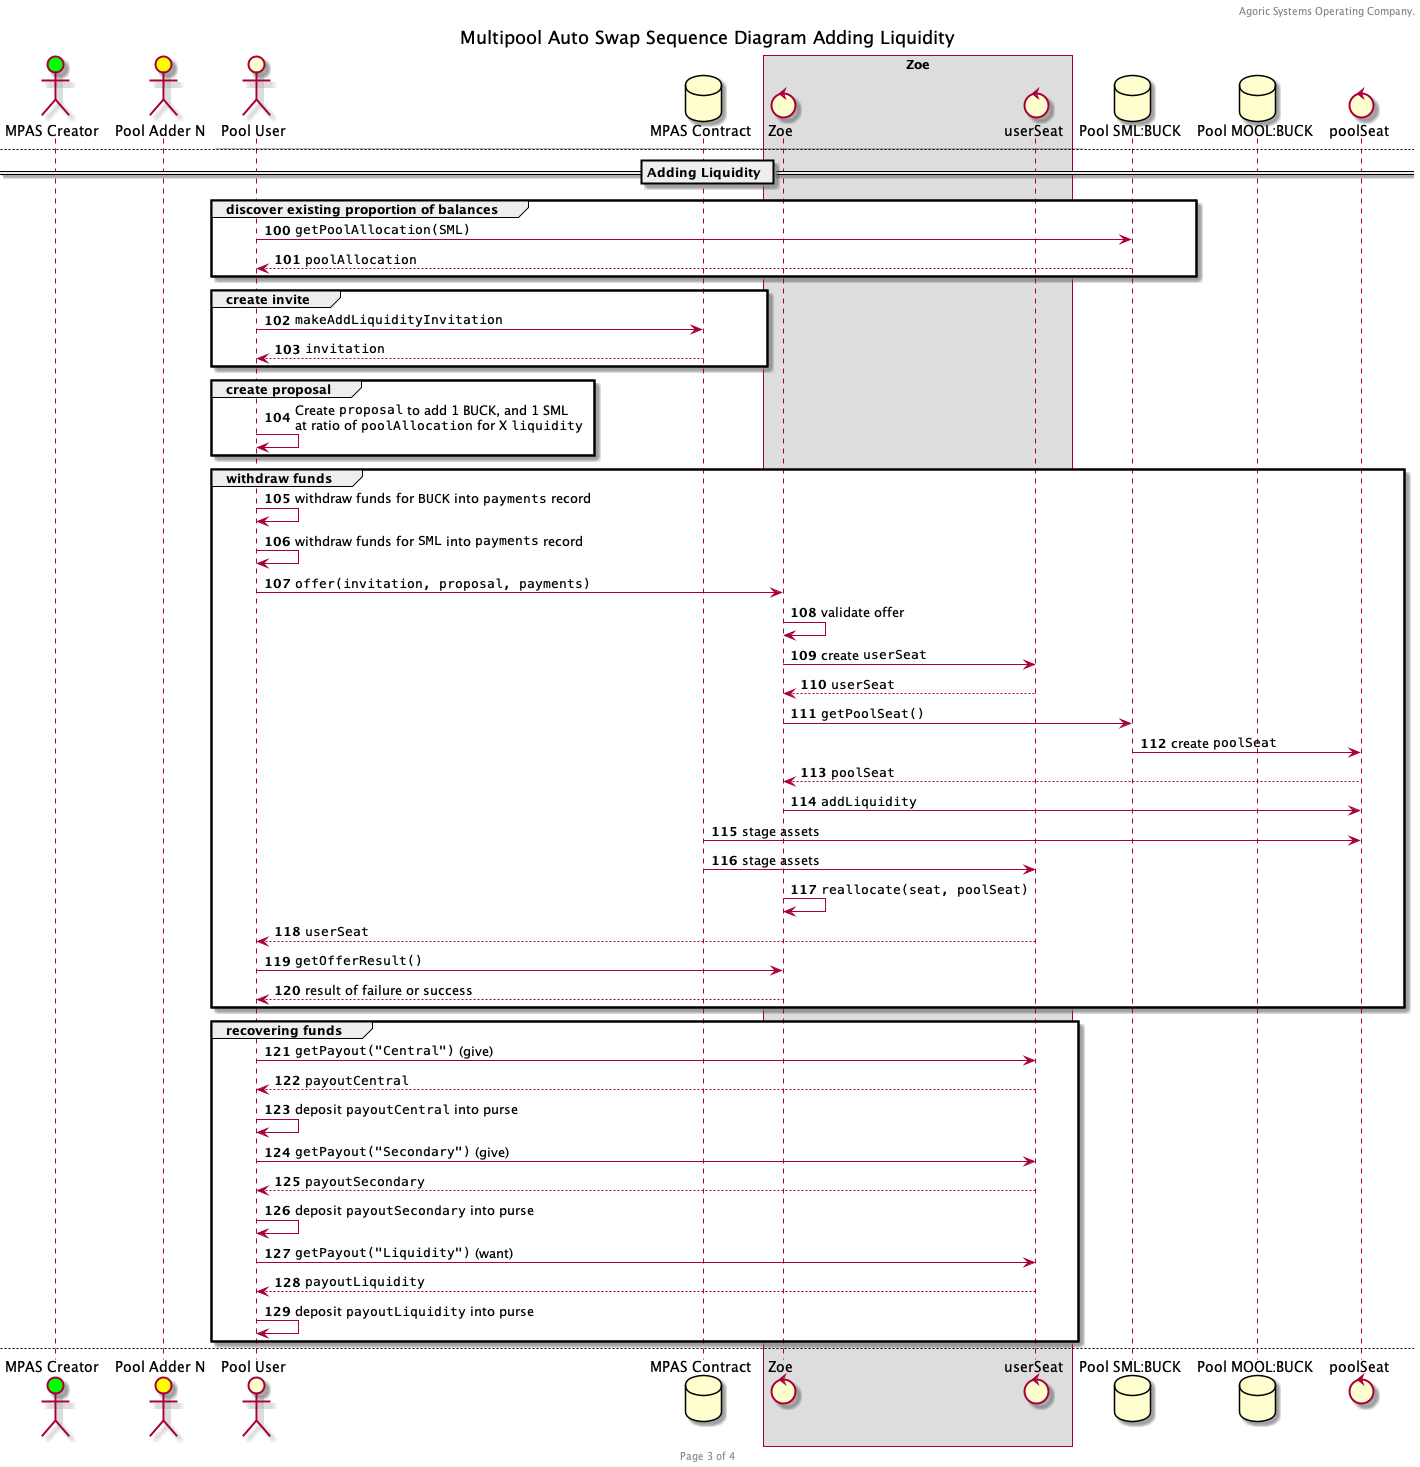 Agoric Systems Operating Company.
Multipool Auto Swap Sequence Diagram Adding Liquidity
Zoe
MPAS Creator Pool Adder N Pool User MPAS Contract Zoe userSeat Pool SML:BUCK Pool MOOL:BUCK poolSeat
Adding Liquidity
discover existing proportion of balances
100 getPoolAllocation(SML)
101 poolAllocation
create invite
102 makeAddLiquidityInvitation
103 invitation
create proposal
104 Create proposal to add 1 BUCK, and 1 SML
at ratio of poolAllocation for X liquidity
withdraw funds
105 withdraw funds for BUCK into payments record
106 withdraw funds for SML into payments record
107 offer(invitation, proposal, payments)
108 validate offer
109 create userSeat
110 userSeat
111 getPoolSeat()
112 create poolSeat
113 poolSeat
114 addLiquidity
115 stage assets
116 stage assets
117 reallocate(seat, poolSeat)
118 userSeat
119 getOfferResult()
120 result of failure or success
recovering funds
121 getPayout("Central") (give)
122 payoutCentral
123 deposit payoutCentral into purse
124 getPayout("Secondary") (give)
125 payoutSecondary
126 deposit payoutSecondary into purse
127 getPayout("Liquidity") (want)
128 payoutLiquidity
129 deposit payoutLiquidity into purse
MPAS Creator Pool Adder N Pool User MPAS Contract Zoe userSeat Pool SML:BUCK Pool MOOL:BUCK poolSeat
Page 3 of 4